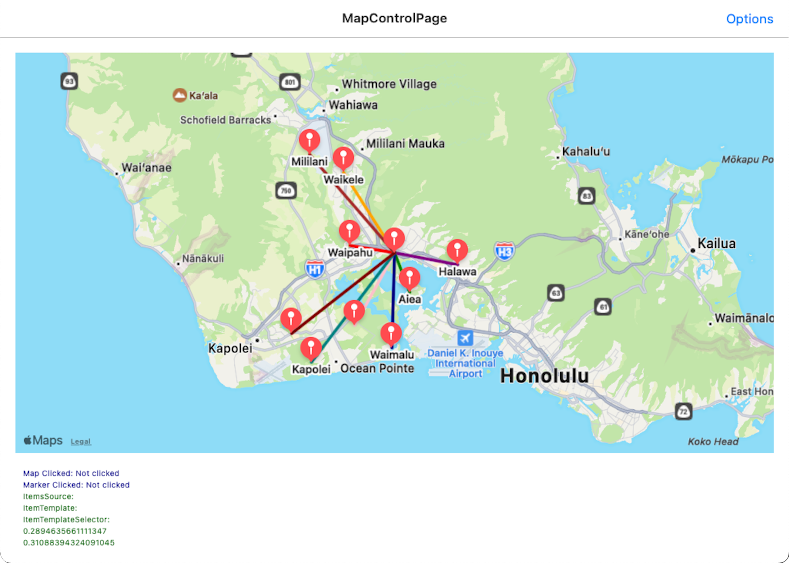 MapControlPage
Options
93
801
Whitmore Village
Ka'ala
Wahiawa
Schofield Barracks
Mililani Mauka
Kahalu'u
Mililani
Mōkapu Po
Wai'anae
Waikele
750
83
Kāne'ohe
Kailua
Waipahu
H3
Nānākuli
H1
Halawa
63
Aiea
61
Waimānalo
Kapolei
Waimalu
Daniel K. Inouye
International
Airport
Kapolei
Ocean Pointe
Honolulu
East Hon
72
Maps
Legal
Koko Head
Map Clicked: Not clicked
Marker Clicked: Not clicked
ItemsSource:
ItemTemplate:
ItemTemplateSelector:
0.2894635661111347
0.31088394324091045